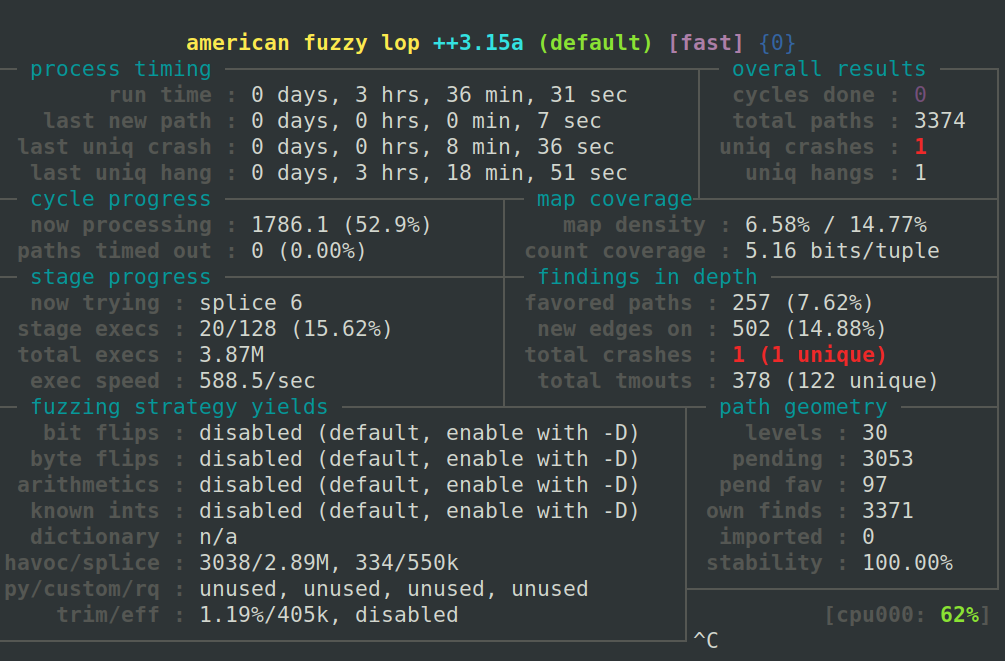 american fuzzy lop ++3.15a (default) [fast] {0}
process timing overall results
run time : 0 days, 3 hrs, 36 min, 31 sec cycles done : 0
last new path : 0 days, 0 hrs, 0 min, 7 sec total paths : 3374
last uniq crash : 0 days, 0 hrs, 8 min, 36 sec uniq crashes : 1
last uniq hang : 0 days, 3 hrs, 18 min, 51 sec uniq hangs : 1
cycle progress map coverage
now processing : 1786.1 (52.9%) map density : 6.58% / 14.77%
paths timed out : 0 (0.00%) count coverage : 5.16 bits/tuple
stage progress findings in depth
now trying : splice 6 favored paths : 257 (7.62%)
stage execs : 20/128 (15.62%) new edges on : 502 (14.88%)
total execs : 3.87M total crashes : 1 (1 unique)
exec speed : 588.5/sec total tmouts : 378 (122 unique)
fuzzing strategy yields path geometry
bit flips : disabled (default, enable with -D) levels : 30
byte flips : disabled (default, enable with -D) pending : 3053
arithmetics : disabled (default, enable with -D) pend fav : 97
known ints : disabled (default, enable with -D) own finds : 3371
dictionary : n/a imported : 0
havoc/splice : 3038/2.89M, 334/550k stability : 100.00%
py/custom/rq : unused, unused, unused, unused
trim/eff : 1.19%/405k, disabled [cpu000: 62%]
^C